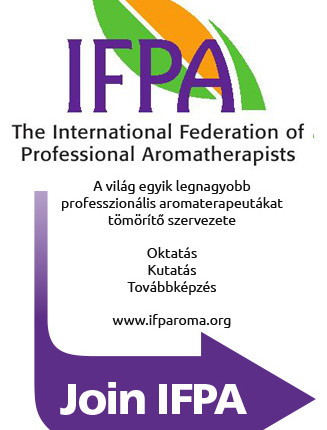 IFPA
The International Federation of
Professional Aromatherapists
A világ egyik legnagyobb
professzionális aromaterapeutákat
tömörítő szervezete
Oktatás
Kutatás
Továbbképzés
www.ifparoma.org
Join IFPA